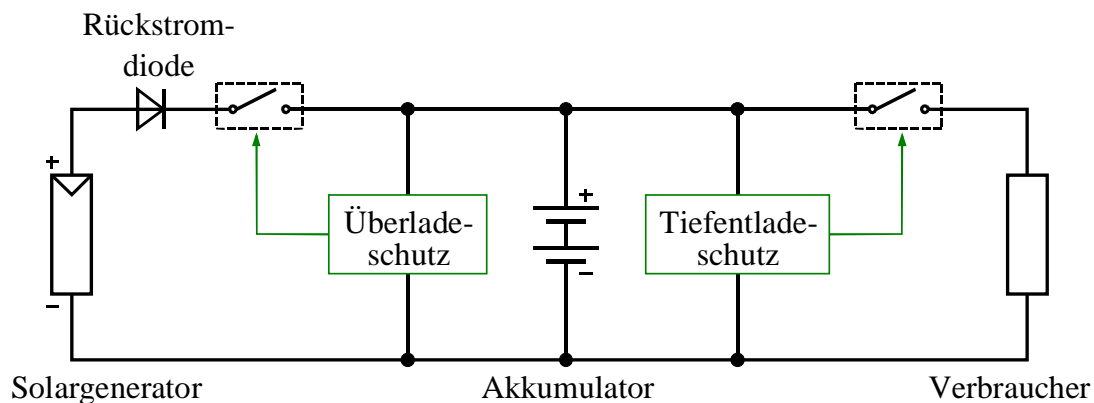 Rückstrom-
diode
+
+
Überlade-
schutz
Tiefentlade-
schutz
−
−
Solargenerator
Akkumulator
Verbraucher